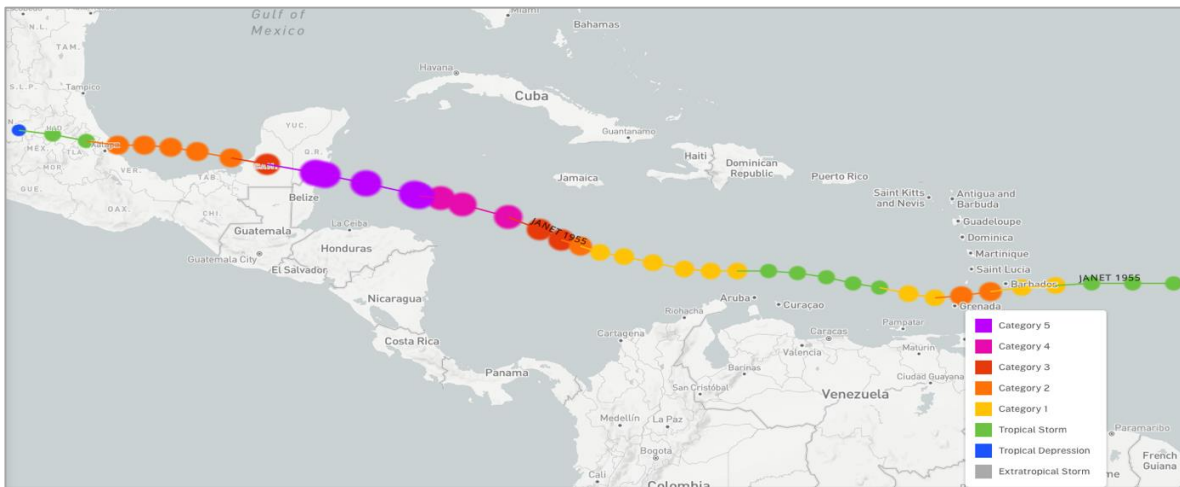 Gulf of
Mexico
Miami
Bahamas
N.L.
TAM.
S.L.P.
Tampico
Havana
Cuba
Guantanamo
Haiti
Dominican
Republic
Puerto Rico
Jamaica
Saint Kitts
and Nevis
Antigua and
Barbuda
Guadeloupe
Dominica
Martinique
Saint Lucia
Barbados
Grenada
YUC.
Q.R.
MEX.
TLA.
MOR.
VER.
TAB.
GUE.
OAX.
CHI.
Belize
Guatemala
Guatemala City
La Ceiba
Honduras
El Salvador
Nicaragua
Costa Rica
Panama
JANET 1955
JANET 1955
Aruba
Curaçao
Riohacha
Cartagena
Caracas
Pampatar
Valencia
Maturin
Barinas
Ciudad Guayana
San Cristóbal
Venezuela
Medellín
La Paz
Bogota
Cali
Colombia
Paramaribo
French
Guiana
Category 5
Category 4
Category 3
Category 2
Category 1
Tropical Storm
Tropical Depression
Extratropical Storm